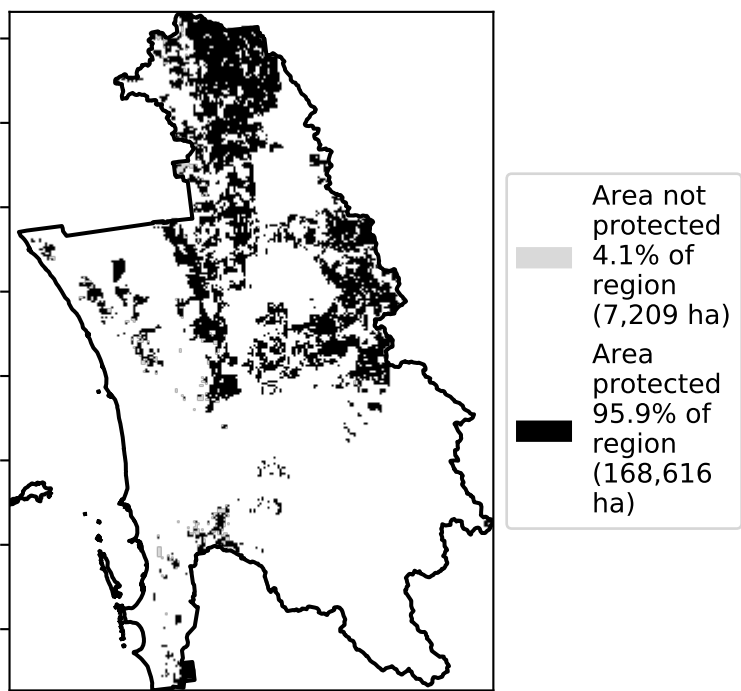 Area not
protected
4.1% of
region
(7,209 ha)
Area
protected
95.9% of
region
(168,616
ha)